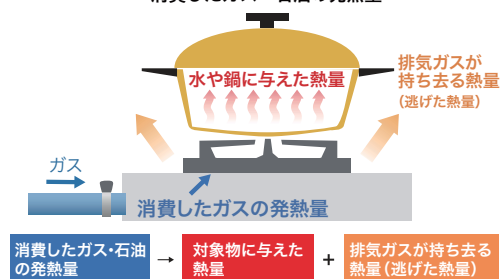 排気ガスが
持ち去る熱量
(逃げた熱量)
水や鍋に与えた熱量
ガス
消費したガスの発熱量
消費したガス・石油
の発熱量
→
対象物に与えた
熱量
+
排気ガスが持ち去る
熱量(逃げた熱量)